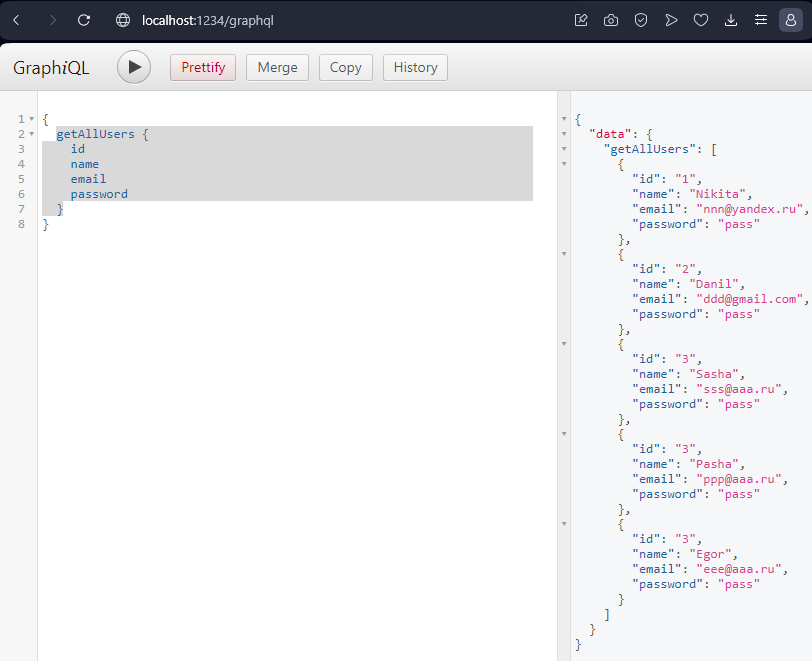 localhost:1234/graphql
GraphiQL
Prettify
Merge
Copy
History
1 {
2 getAllUsers {
3 id
4 name
5 email
6 password
7 }
8 }
{
"data": {
"getAllUsers": [
{
"id": "1",
"name": "Nikita",
"email": "nnn@yandex.ru",
"password": "pass"
},
{
"id": "2",
"name": "Danil",
"email": "ddd@gmail.com",
"password": "pass"
},
{
"id": "3",
"name": "Sasha",
"email": "sss@aaa.ru",
"password": "pass"
},
{
"id": "3",
"name": "Pasha",
"email": "ppp@aaa.ru",
"password": "pass"
},
{
"id": "3",
"name": "Egor",
"email": "eee@aaa.ru",
"password": "pass"
}
]
}
}